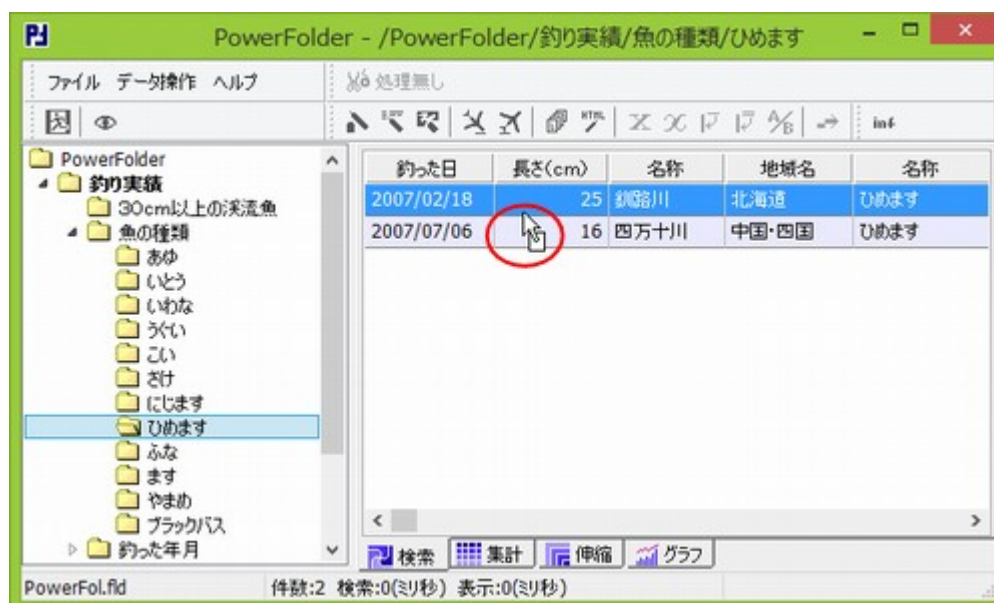 PowerFolder - /PowerFolder/釣り実績/魚の種類/ひめます
ファイル データ操作 ヘルプ
処理無し
inf
PowerFolder
釣り実績
30cm以上の渓流魚
魚の種類
あゆ
いとう
いわな
うぐい
こい
さけ
にじます
ひめます
ふな
ます
やまめ
ブラックバス
釣った年月
釣った日 長さ(cm) 名称 地域名 名称
2007/02/18 25 釧路川 北海道 ひめます
2007/07/06 16 四万十川 中国・四国 ひめます
検索 集計 伸縮 グラフ
PowerFol.fld 件数:2 検索:0(ミリ秒) 表示:0(ミリ秒)